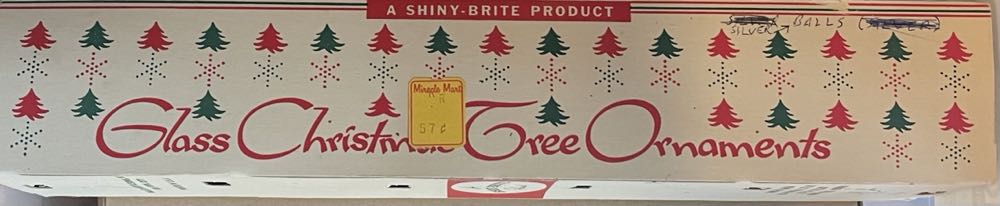 A SHINY-BRITE PRODUCT
SILVER BALLS
Miracle Mart
57¢
Glass Christmas Tree Ornaments